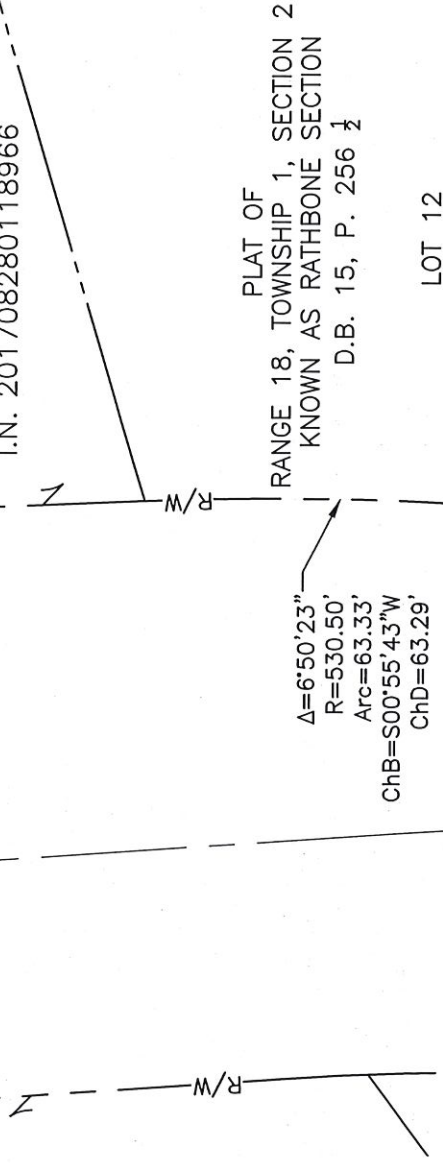 I.N. 201708280118966
PLAT OF
RANGE 18, TOWNSHIP 1, SECTION 2
KNOWN AS RATHBONE SECTION
D.B. 15, P. 256 ½
LOT 12
R/W
Δ=6°50'23"
R=530.50'
Arc=63.33'
ChB=S00°55'43"W
ChD=63.29'
R/W